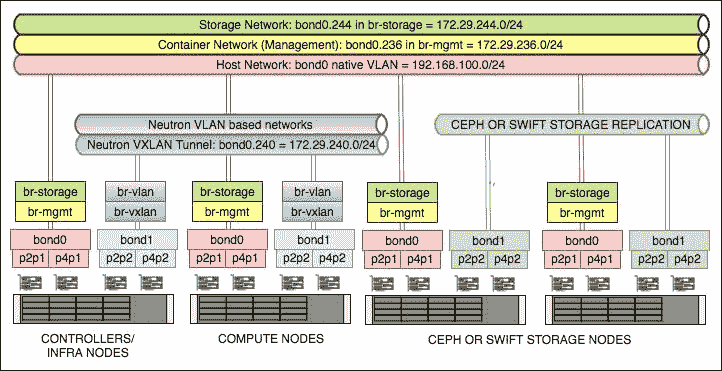 Storage Network: bond0.244 in br-storage = 172.29.244.0/24
Container Network (Management): bond0.236 in br-mgmt = 172.29.236.0/24
Host Network: bond0 native VLAN = 192.168.100.0/24
Neutron VLAN based networks
Neutron VXLAN Tunnel: bond0.240 = 172.29.240.0/24
CEPH OR SWIFT STORAGE REPLICATION
br-storage
br-mgmt
bond0
p2p1 p4p1
br-vlan
br-vxlan
bond1
p2p2 p4p2
br-storage
br-mgmt
bond0
p2p1 p4p1
br-vlan
br-vxlan
bond1
p2p2 p4p2
br-storage
br-mgmt
bond0
p2p1 p4p1
bond1
p2p2 p4p2
br-storage
br-mgmt
bond0
p2p1 p4p1
bond1
p2p2 p4p2
CONTROLLERS/
INFRA NODES
COMPUTE NODES
CEPH OR SWIFT STORAGE NODES